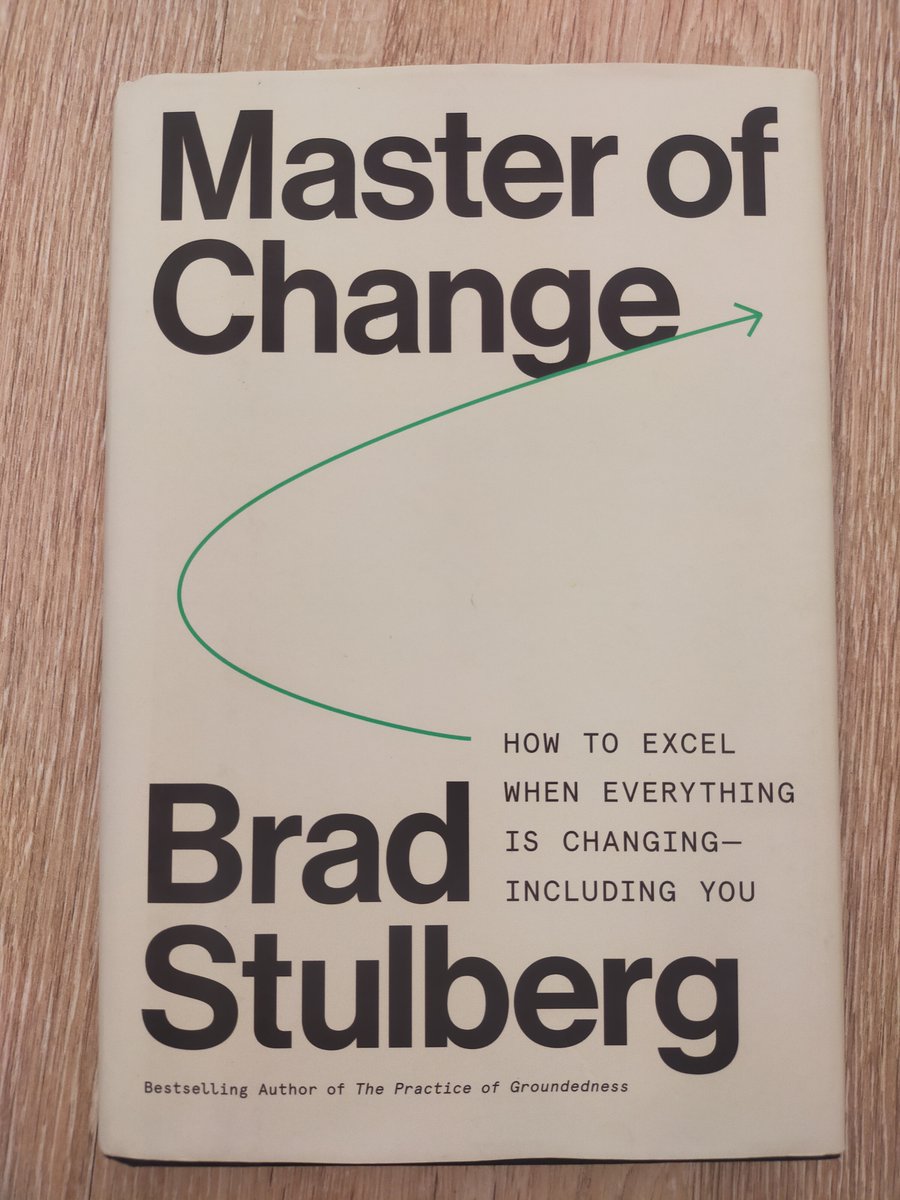 Master of
Change
HOW TO EXCEL
WHEN EVERYTHING
IS CHANGING—
INCLUDING YOU
Brad
Stulberg
Bestselling Author of The Practice of Groundedness